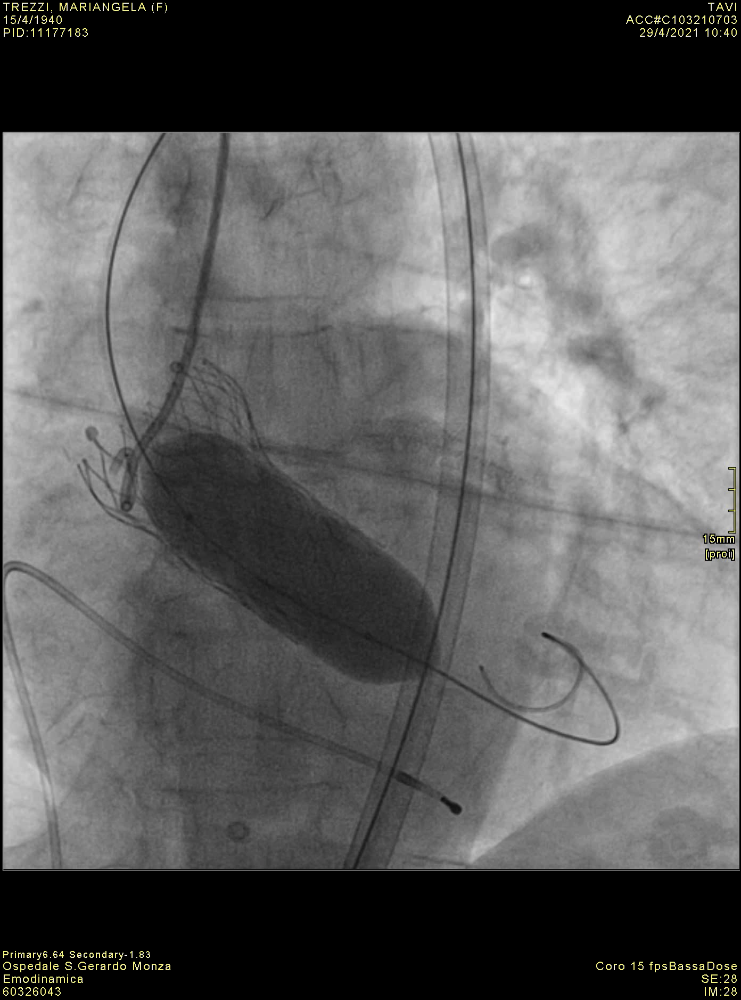 TREZZI, MARIANGELA (F)
15/4/1940
PID:11177183
TAVI
ACC#C103210703
29/4/2021 10:40
15mm
[proi]
Primary6.64 Secondary-1.83
Ospedale S.Gerardo Monza
Emodinamica
60326043
Coro 15 fpsBassaDose
SE:28
IM:28